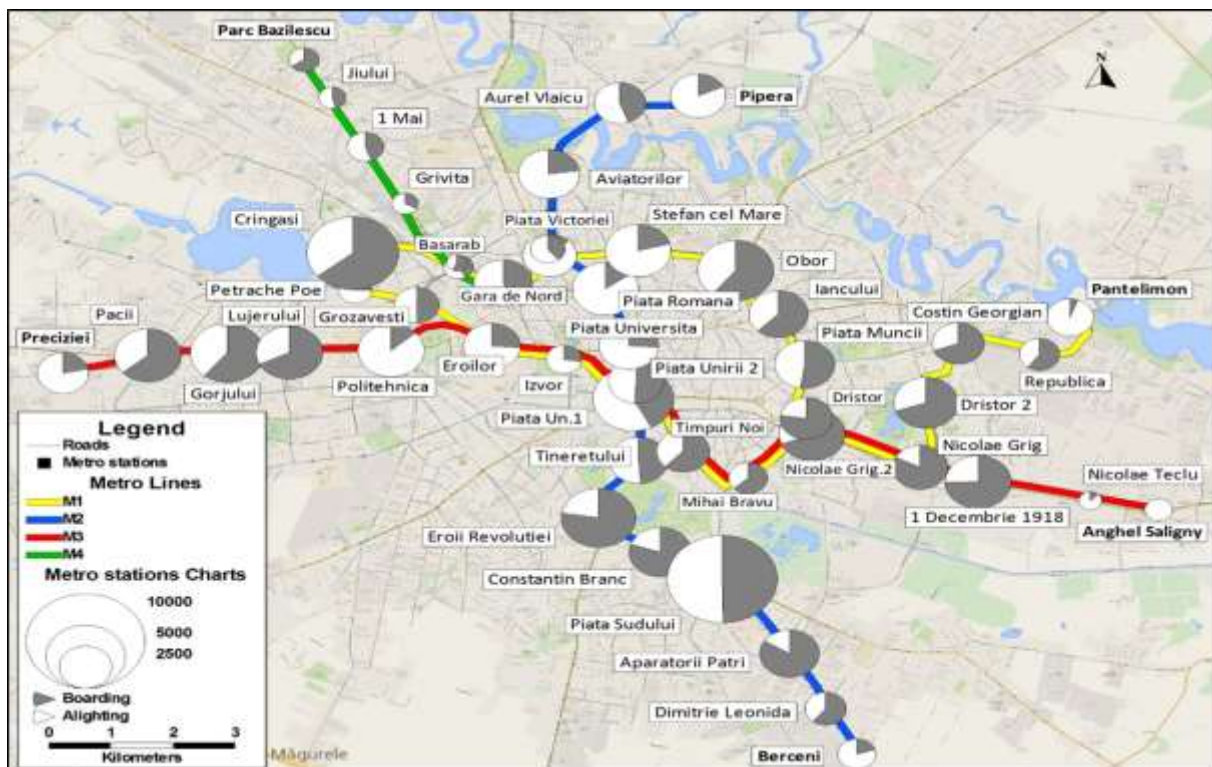 Parc Bazilescu
Jiului
1 Mai
Grivita
Cringasi
Basarab
Petrache Poe
Grozavesti
Gara de Nord
Aurel Vlaicu
Pipera
Aviatorilor
Piata Victoriei
Stefan cel Mare
Obor
Piata Romana
Iancului
Pantelimon
Costin Georgian
Piata Muncii
Republica
Pacii
Lujerului
Preciziei
Gorjului
Politehnica
Eroilor
Izvor
Piata Universita
Piata Unirii 2
Piata Un.1
Timpuri Noi
Dristor
Dristor 2
Tineretului
Mihai Bravu
Nicolae Grig.2
Nicolae Grig
Nicolae Teclu
1 Decembrie 1918
Anghel Saligny
Eroii Revolutiei
Constantin Branc
Piata Sudului
Aparatorii Patri
Dimitrie Leonida
Berceni
N
Legend
Roads
Metro stations
Metro Lines
M1
M2
M3
M4
Metro stations Charts
10000
5000
2500
Boarding
Alighting
0 1 2 3
Kilometers
-Măgurele